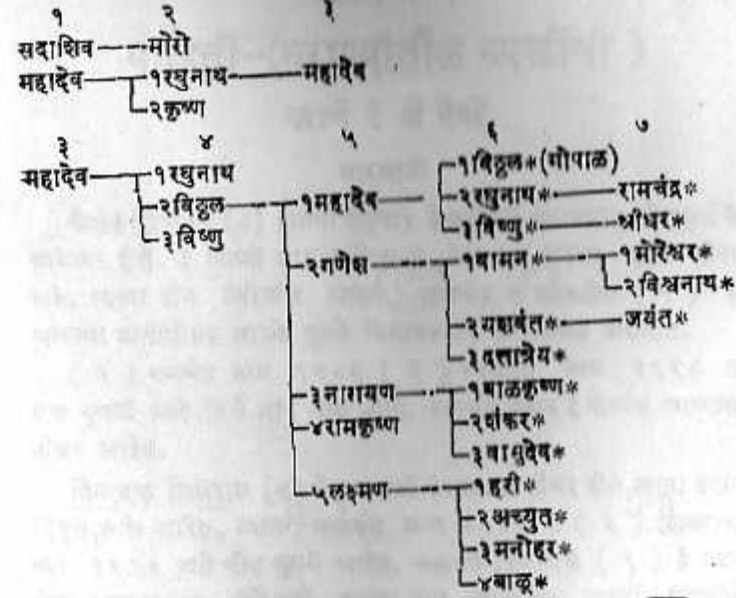 १ २ ३
सदाशिव मोरो
महादेव १रघुनाथ महादेव
२कृष्ण
३ ४ ५ ६ ७
महादेव १रघुनाथ १विठ्ठल* (गोपाळ)
२विठ्ठल १महादेव २रघुनाथ* रामचंद्र*
३विष्णु ३विष्णु* श्रीधर*
२गणेश १वामन* १मोरेश्वर*
२विश्वनाथ*
२यशवंत* जयंत*
३दत्तात्रेय*
३नारायण १बाळकृष्ण*
४रामकृष्ण २शंकर*
३वासुदेव*
५लक्ष्मण १हरी*
२अच्युत*
३मनोहर*
४बाळू*